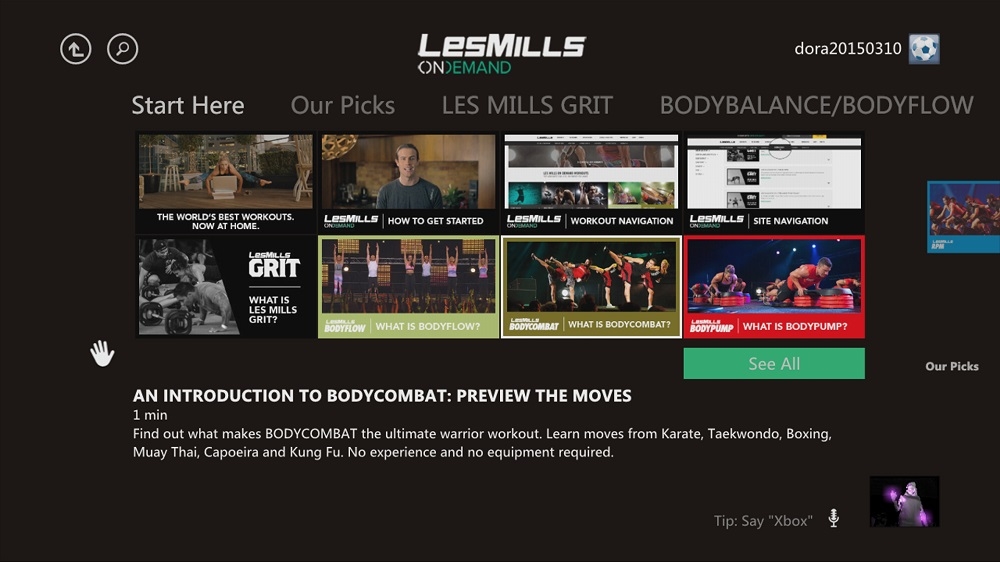 LESMILLS
ONDEMAND
dora20150310
Start Here
Our Picks
LES MILLS GRIT
BODYBALANCE/BODYFLOW
THE WORLD'S BEST WORKOUTS.
NOW AT HOME.
LESMILLS
ONDEMAND
HOW TO GET STARTED
LESMILLS
ONDEMAND
WORKOUT NAVIGATION
LESMILLS
ONDEMAND
SITE NAVIGATION
LESMILLS
GRIT
WHAT IS
LES MILLS
GRIT?
LESMILLS
BODYFLOW
WHAT IS BODYFLOW?
LESMILLS
BODYCOMBAT
WHAT IS BODYCOMBAT?
LESMILLS
BODYPUMP
WHAT IS BODYPUMP?
LESMILLS
RPM
See All
Our Picks
AN INTRODUCTION TO BODYCOMBAT: PREVIEW THE MOVES
1 min
Find out what makes BODYCOMBAT the ultimate warrior workout. Learn moves from Karate, Taekwondo, Boxing,
Muay Thai, Capoeira and Kung Fu. No experience and no equipment required.
Tip: Say "Xbox"